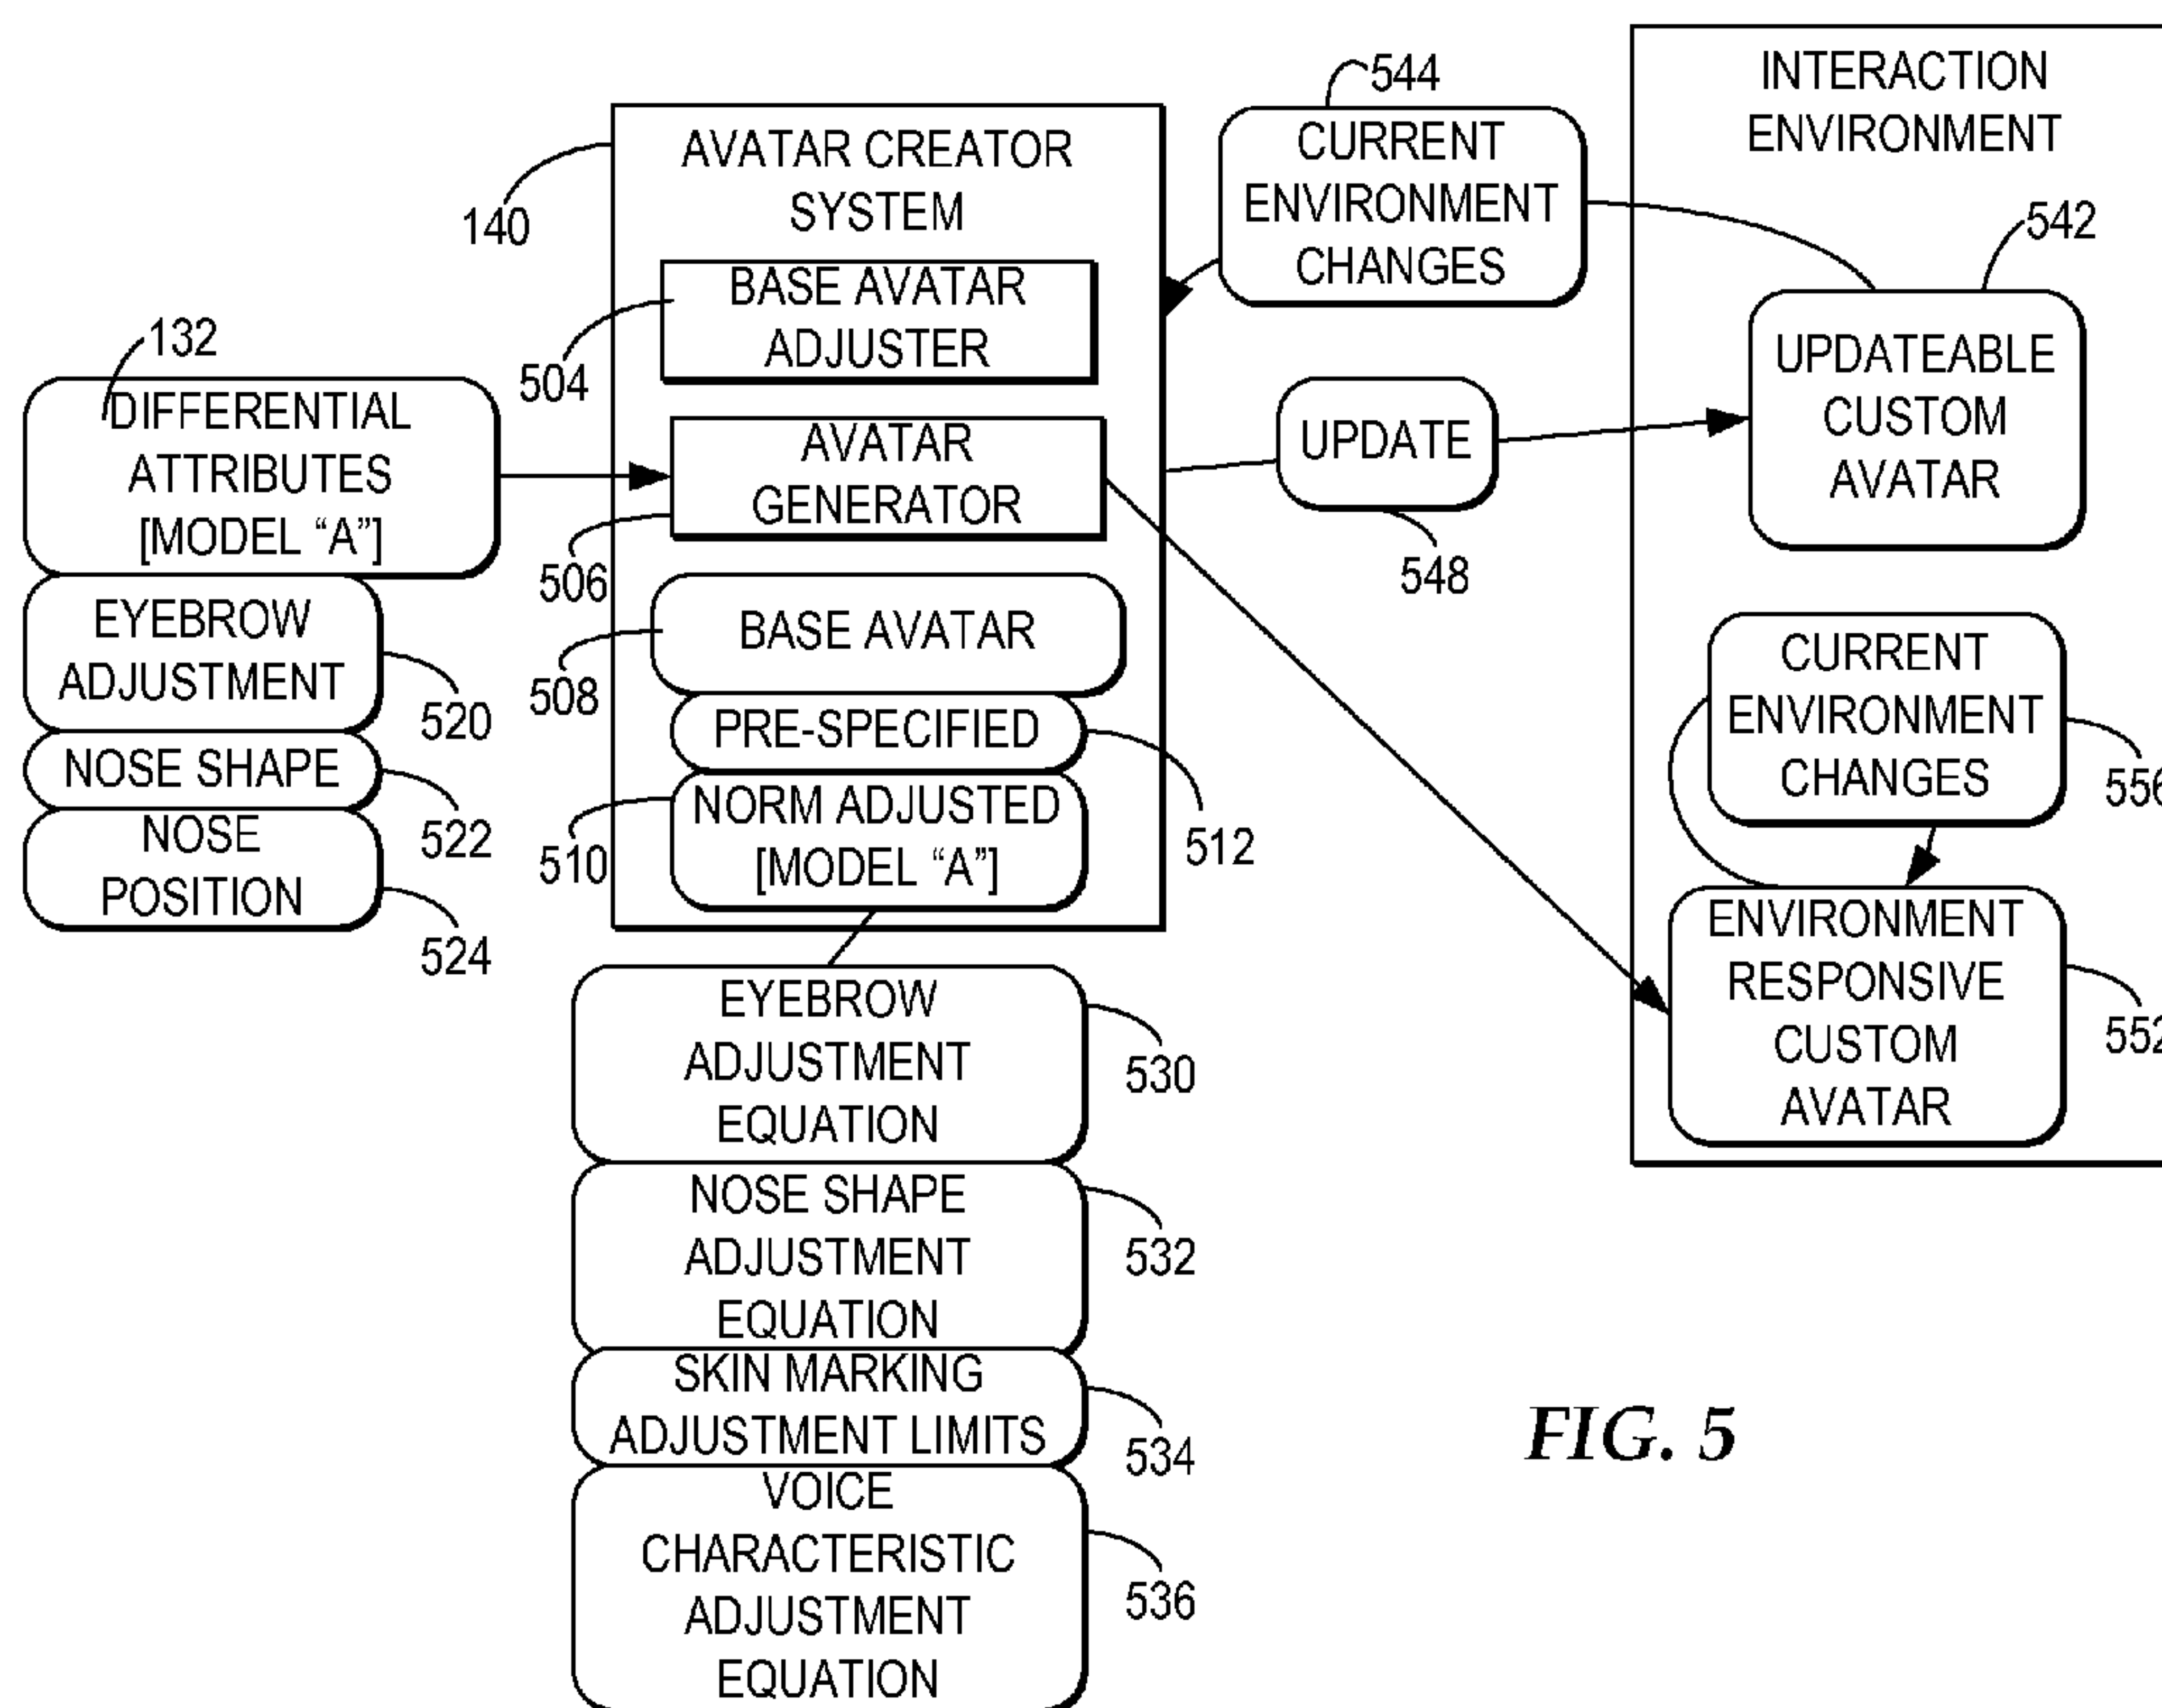 132
DIFFERENTIAL
ATTRIBUTES
[MODEL “A”]
EYEBROW
ADJUSTMENT
520
NOSE SHAPE
522
NOSE
POSITION
524
140
AVATAR CREATOR
SYSTEM
BASE AVATAR
ADJUSTER
504
AVATAR
GENERATOR
506
BASE AVATAR
508
PRE-SPECIFIED
512
NORM ADJUSTED
[MODEL “A”]
510
EYEBROW
ADJUSTMENT
EQUATION
530
NOSE SHAPE
ADJUSTMENT
EQUATION
532
SKIN MARKING
ADJUSTMENT LIMITS
534
VOICE
CHARACTERISTIC
ADJUSTMENT
EQUATION
536
544
CURRENT
ENVIRONMENT
CHANGES
UPDATE
548
INTERACTION
ENVIRONMENT
542
UPDATEABLE
CUSTOM
AVATAR
CURRENT
ENVIRONMENT
CHANGES
556
ENVIRONMENT
RESPONSIVE
CUSTOM
AVATAR
552
FIG. 5